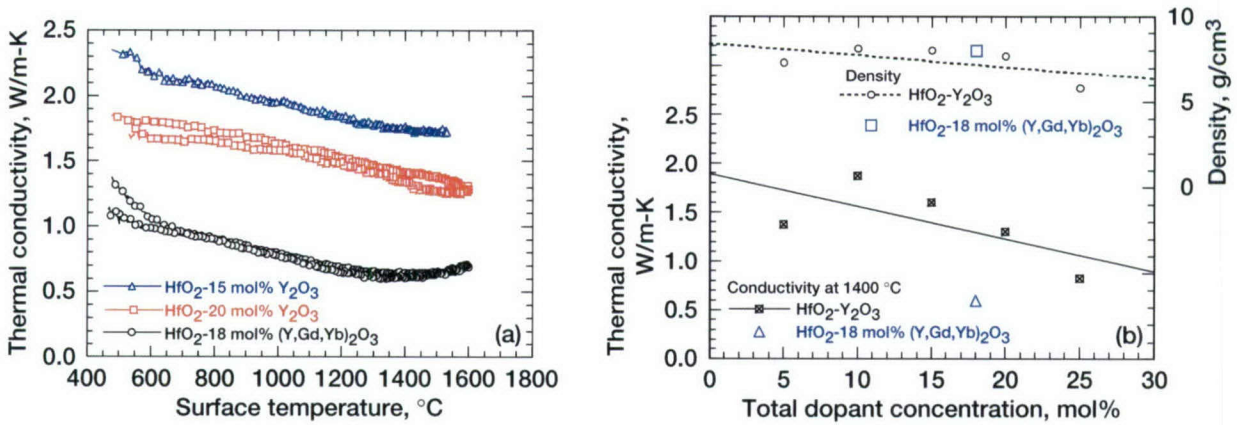 2.5
2.0
1.5
1.0
0.5
0.0
Thermal conductivity, W/m-K
HfO₂-15 mol% Y₂O₃
HfO₂-20 mol% Y₂O₃
HfO₂-18 mol% (Y,Gd,Yb)₂O₃
(a)
400 600 800 1000 1200 1400 1600 1800
Surface temperature, °C
10
5
0
Density, g/cm³
Density
HfO₂-Y₂O₃
HfO₂-18 mol% (Y,Gd,Yb)₂O₃
2.5
2.0
1.5
1.0
0.5
0.0
Thermal conductivity,
W/m-K
Conductivity at 1400 °C
HfO₂-Y₂O₃
HfO₂-18 mol% (Y,Gd,Yb)₂O₃
(b)
0 5 10 15 20 25 30
Total dopant concentration, mol%